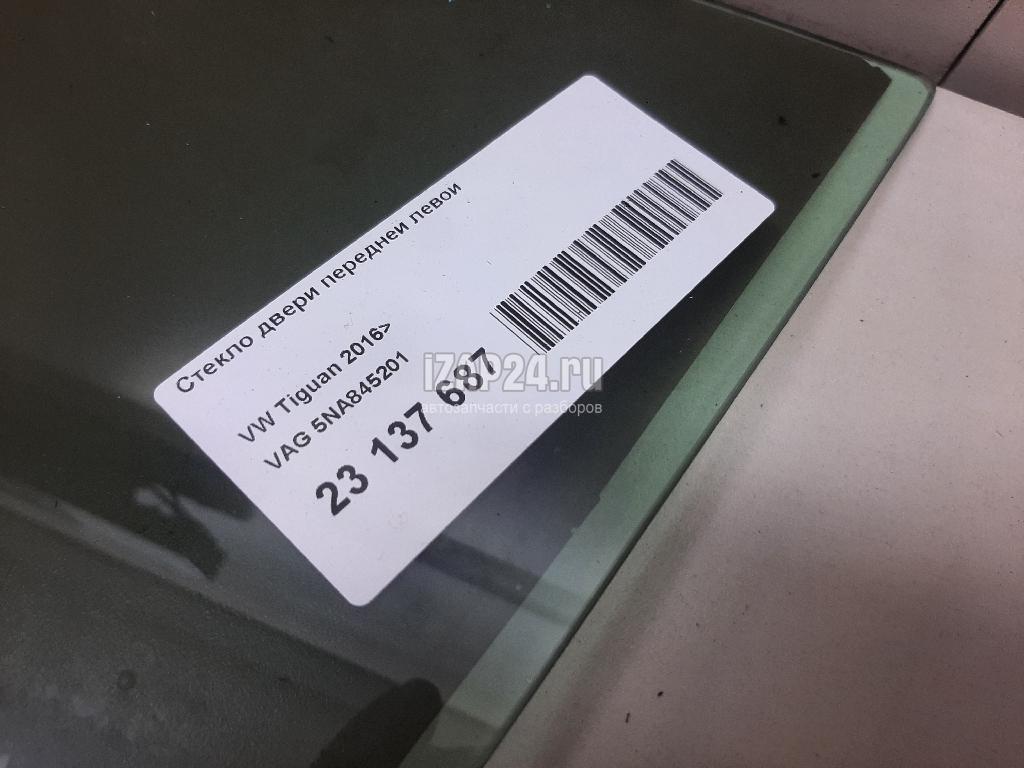 Стекло двери передней левой
VW Tiguan 2016>
VAG 5NA845201
23 137 687
iZAP24.ru
автозапчасти с разборов